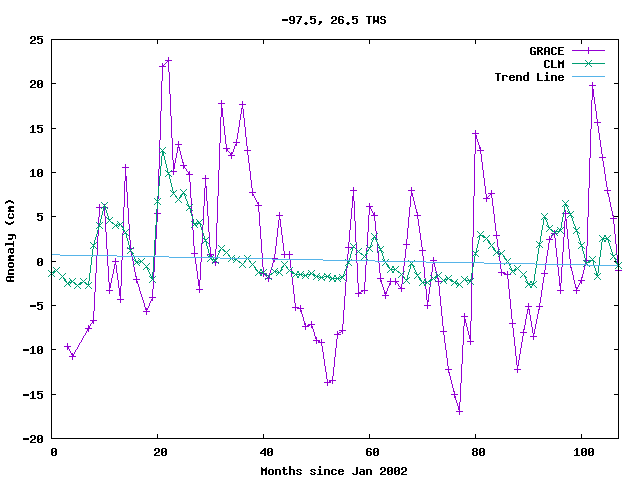 -97.5, 26.5 TWS
GRACE
CLM
Trend Line
25
20
15
10
5
0
-5
-10
-15
-20
Anomaly (cm)
0 20 40 60 80 100
Months since Jan 2002